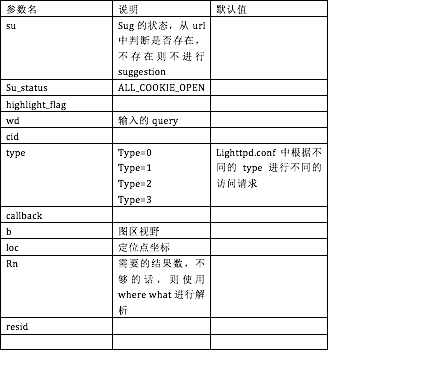 参数名 说明 默认值
su Sug 的状态，从 url
中判断是否存在，
不存在则不进行
suggestion
Su_status ALL_COOKIE_OPEN
highlight_flag
wd 输入的 query
cid
type Type=0 Lighttpd.conf 中根据不
Type=1 同的 type 进行不同的
Type=2 访问请求
Type=3
callback
b 图区视野
loc 定位点坐标
Rn 需要的结果数，不
够的话，则使用
where what 进行解
析
resid